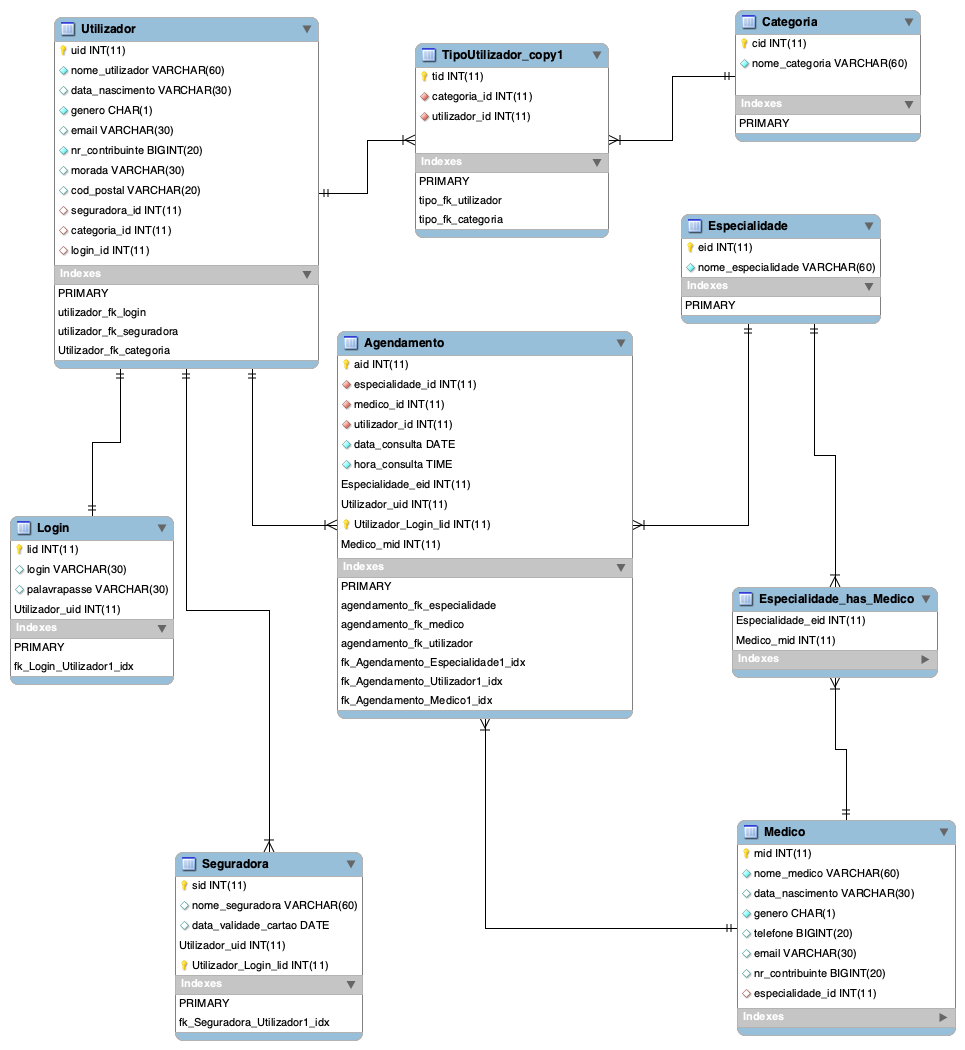 Utilizador
uid INT(11)
nome_utilizador VARCHAR(60)
data_nascimento VARCHAR(30)
genero CHAR(1)
email VARCHAR(30)
nr_contribuinte BIGINT(20)
morada VARCHAR(30)
cod_postal VARCHAR(20)
seguradora_id INT(11)
categoria_id INT(11)
login_id INT(11)
Indexes
PRIMARY
utilizador_fk_login
utilizador_fk_seguradora
Utilizador_fk_categoria
TipoUtilizador_copy1
tid INT(11)
categoria_id INT(11)
utilizador_id INT(11)
Indexes
PRIMARY
tipo_fk_utilizador
tipo_fk_categoria
Categoria
cid INT(11)
nome_categoria VARCHAR(60)
Indexes
PRIMARY
Especialidade
eid INT(11)
nome_especialidade VARCHAR(60)
Indexes
PRIMARY
Agendamento
aid INT(11)
especialidade_id INT(11)
medico_id INT(11)
utilizador_id INT(11)
data_consulta DATE
hora_consulta TIME
Especialidade_eid INT(11)
Utilizador_uid INT(11)
Utilizador_Login_lid INT(11)
Medico_mid INT(11)
Indexes
PRIMARY
agendamento_fk_especialidade
agendamento_fk_medico
agendamento_fk_utilizador
fk_Agendamento_Especialidade1_idx
fk_Agendamento_Utilizador1_idx
fk_Agendamento_Medico1_idx
Login
lid INT(11)
login VARCHAR(30)
palavrapasse VARCHAR(30)
Utilizador_uid INT(11)
Indexes
PRIMARY
fk_Login_Utilizador1_idx
Especialidade_has_Medico
Especialidade_eid INT(11)
Medico_mid INT(11)
Indexes
Seguradora
sid INT(11)
nome_seguradora VARCHAR(60)
data_validade_cartao DATE
Utilizador_uid INT(11)
Utilizador_Login_lid INT(11)
Indexes
PRIMARY
fk_Seguradora_Utilizador1_idx
Medico
mid INT(11)
nome_medico VARCHAR(60)
data_nascimento VARCHAR(30)
genero CHAR(1)
telefone BIGINT(20)
email VARCHAR(30)
nr_contribuinte BIGINT(20)
especialidade_id INT(11)
Indexes